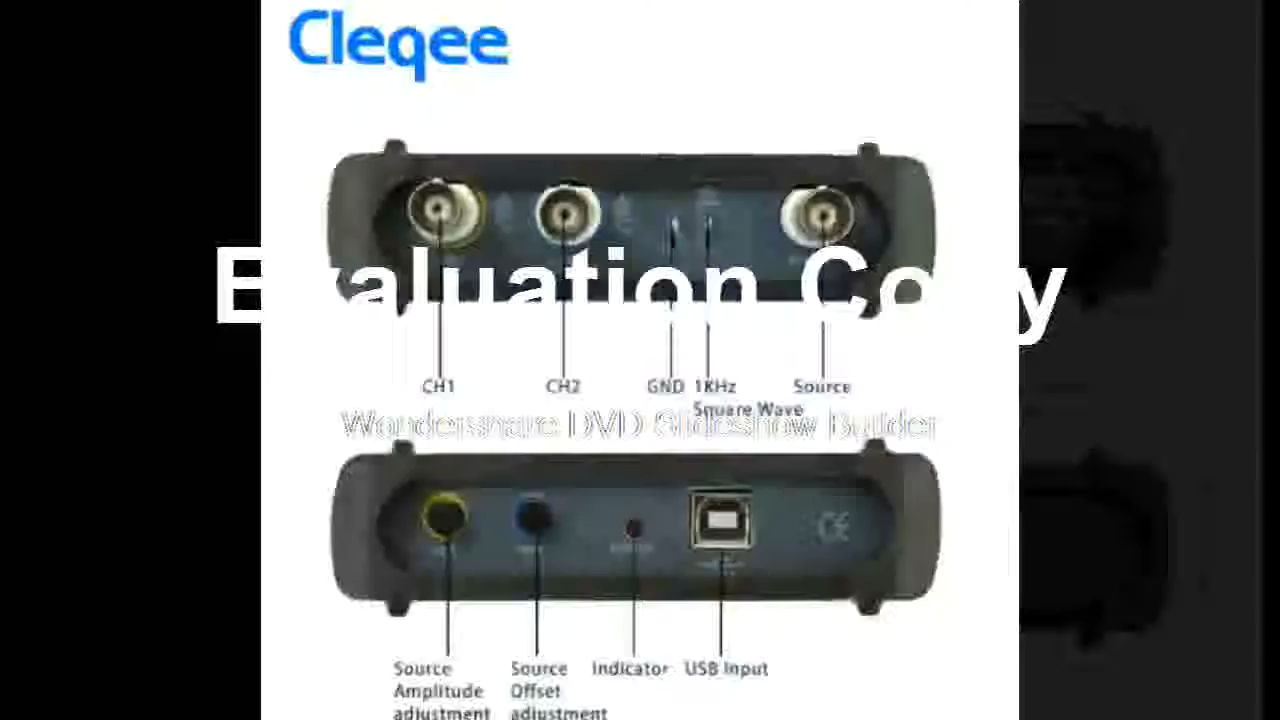 Cleqee
Evaluation Copy
CH1 CH2 GND 1KHz Source
Square Wave
Wondershare DVD Slideshow Builder
CE
Source Source Indicator USB Input
Amplitude Offset
adjustment adjustment